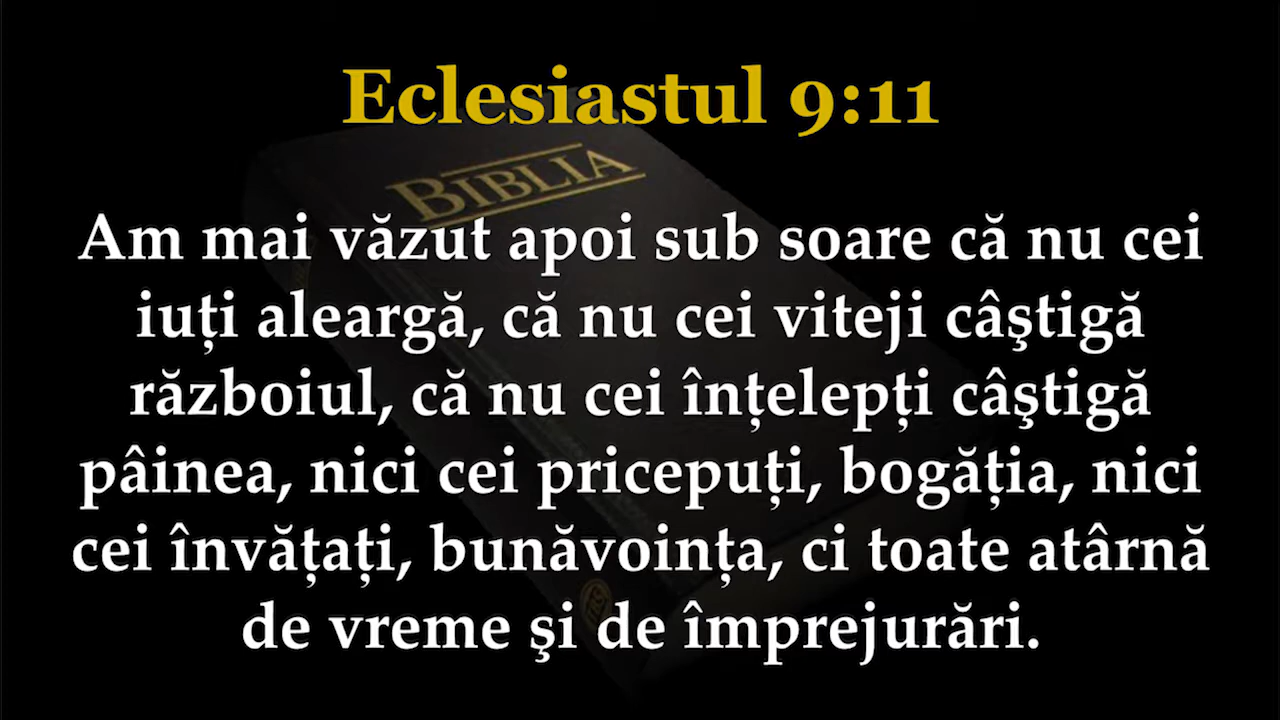 Eclesiastul 9:11
BIBLIA
Am mai văzut apoi sub soare că nu cei
iuți aleargă, că nu cei viteji câştigă
războiul, că nu cei înțelepți câştigă
pâinea, nici cei pricepuți, bogăția, nici
cei învățați, bunăvoința, ci toate atârnă
de vreme şi de împrejurări.